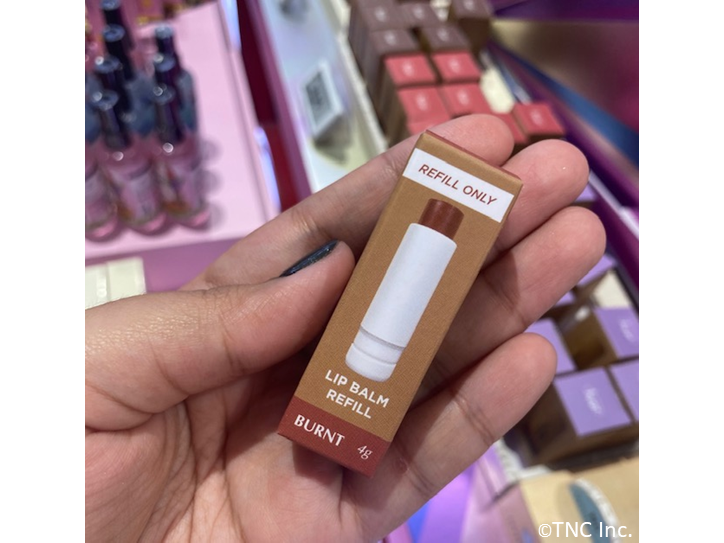 REFILL ONLY
LIP BALM
REFILL
BURNT 4g
©TNC Inc.